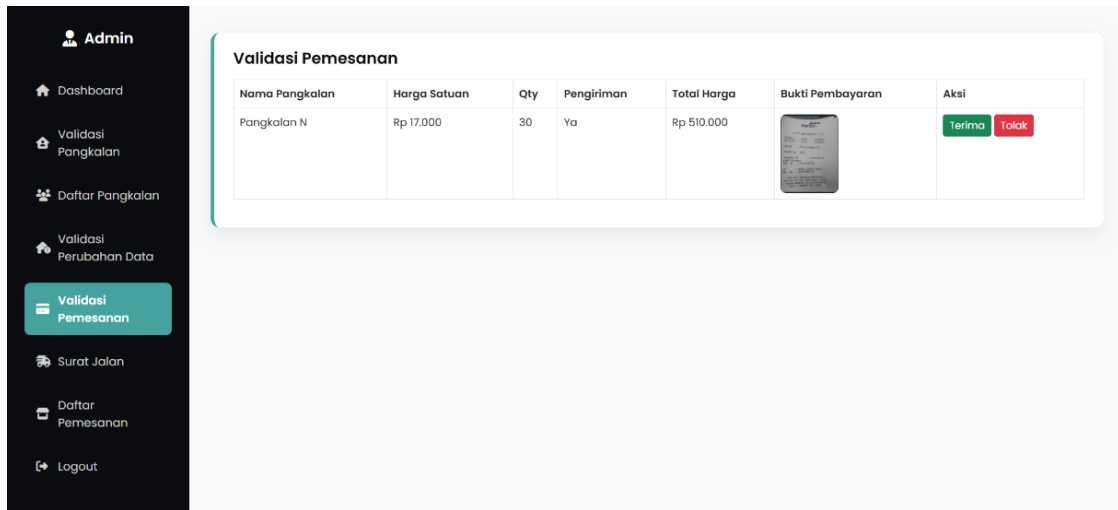 Admin
Dashboard
Validasi
Pangkalan
Daftar Pangkalan
Validasi
Perubahan Data
Validasi
Pemesanan
Surat Jalan
Daftar
Pemesanan
Logout
Validasi Pemesanan
Nama Pangkalan Harga Satuan Qty Pengiriman Total Harga Bukti Pembayaran Aksi
Pangkalan N Rp 17.000 30 Ya Rp 510.000 Terima Tolak